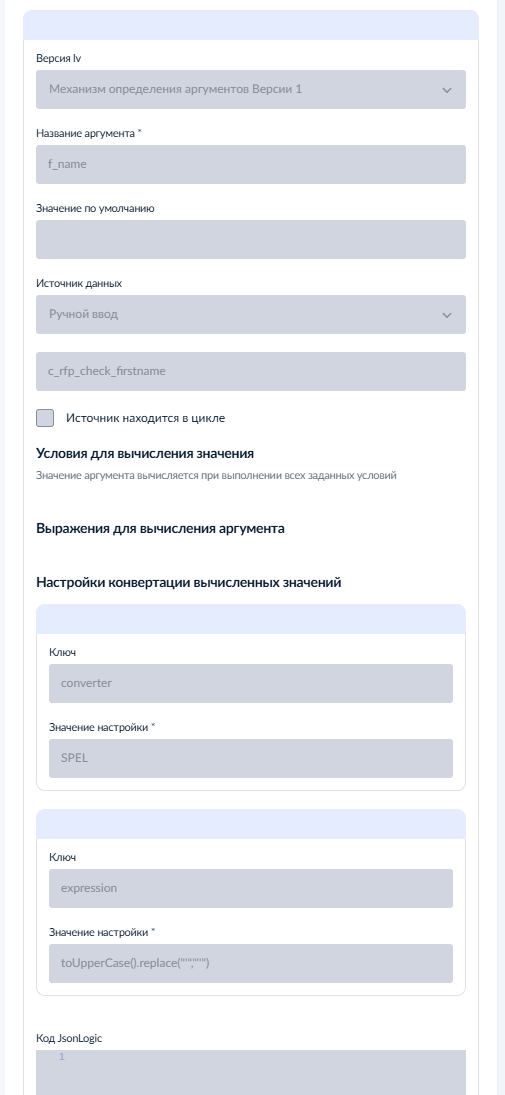 Версия lv
Механизм определения аргументов Версии 1
Название аргумента *
f_name
Значение по умолчанию
Источник данных
Ручной ввод
c_rfp_check_firstname
Источник находится в цикле
Условия для вычисления значения
Значение аргумента вычисляется при выполнении всех заданных условий
Выражения для вычисления аргумента
Настройки конвертации вычисленных значений
Ключ
converter
Значение настройки *
SPEL
Ключ
expression
Значение настройки *
toUpperCase().replace("'","''")
Код JsonLogic
1